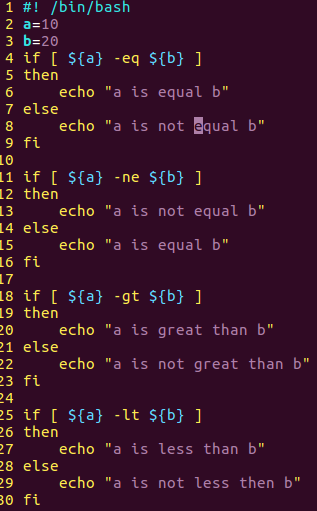 1 #! /bin/bash
2 a=10
3 b=20
4 if [ ${a} -eq ${b} ]
5 then
6     echo "a is equal b"
7 else
8     echo "a is not equal b"
9 fi
10
11 if [ ${a} -ne ${b} ]
12 then
13     echo "a is not equal b"
14 else
15     echo "a is equal b"
16 fi
17
18 if [ ${a} -gt ${b} ]
19 then
20     echo "a is great than b"
21 else
22     echo "a is not great than b"
23 fi
24
25 if [ ${a} -lt ${b} ]
26 then
27     echo "a is less than b"
28 else
29     echo "a is not less then b"
30 fi